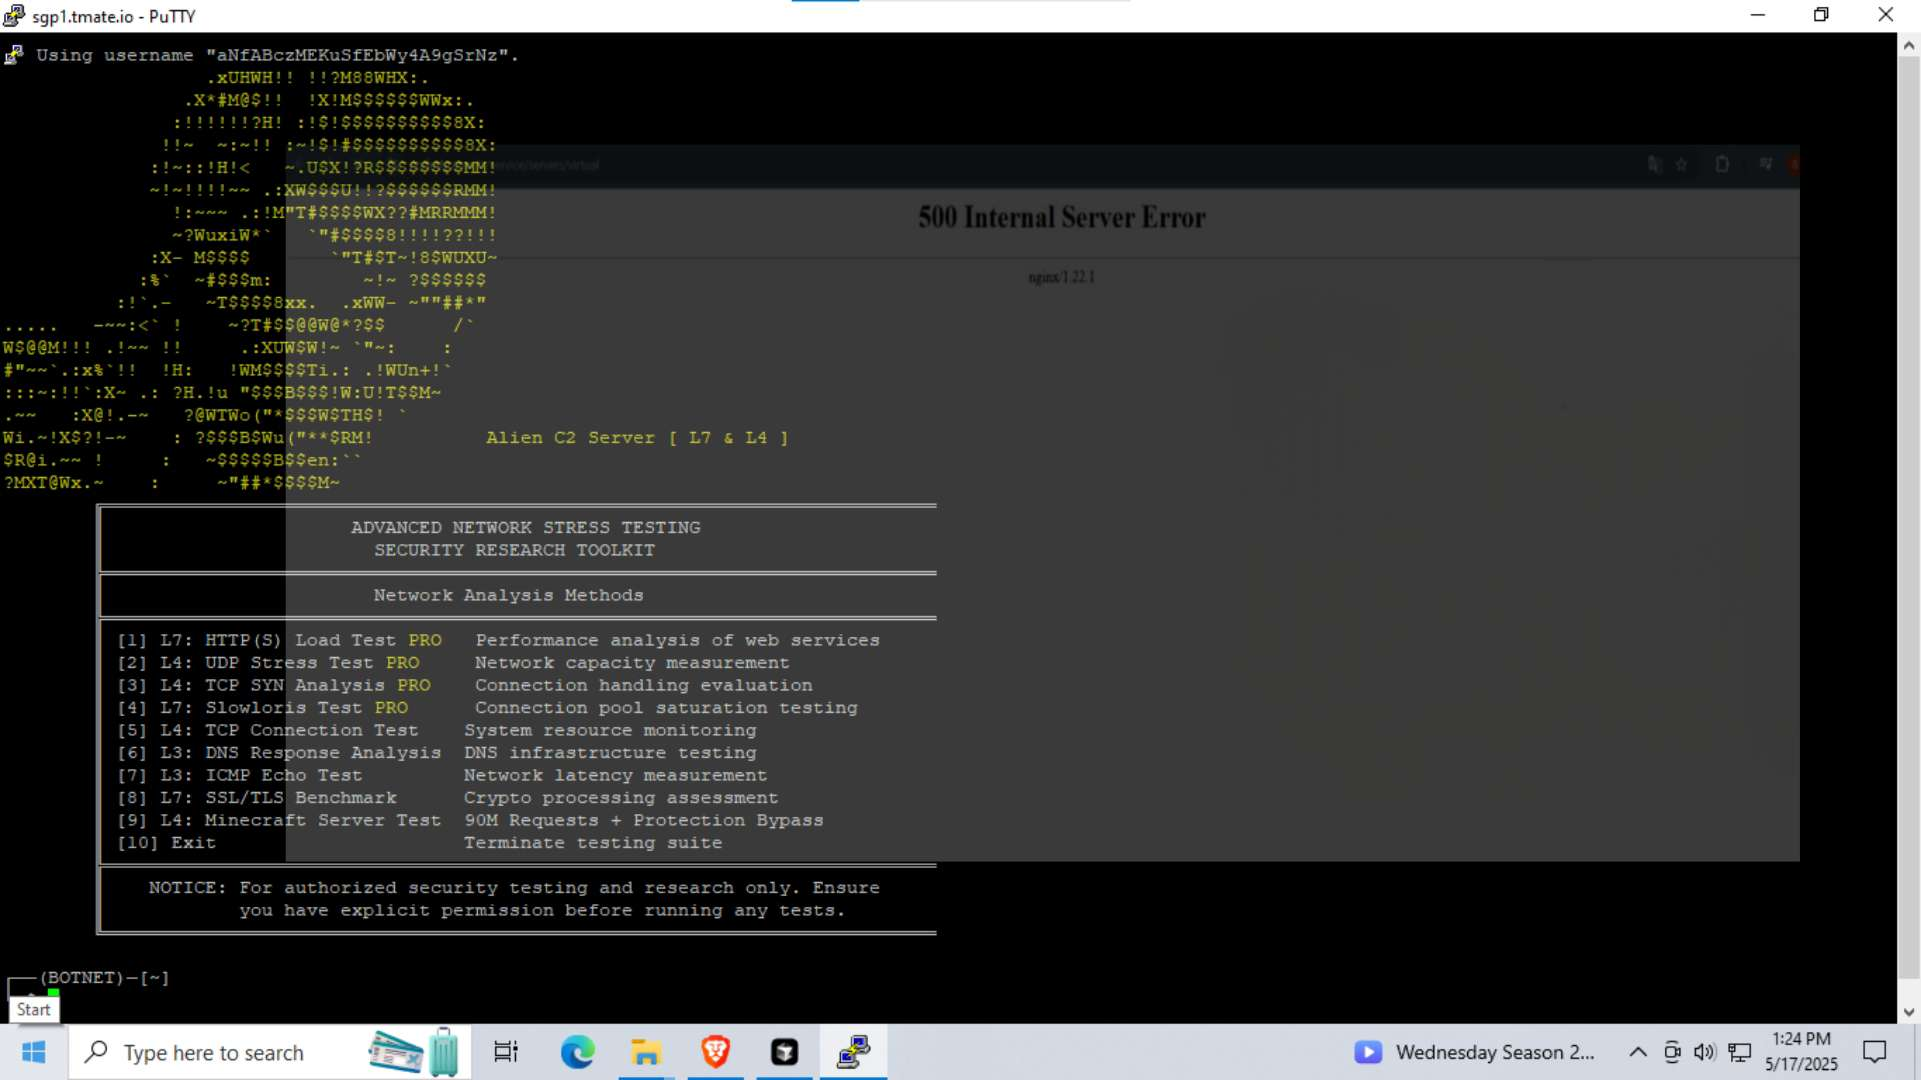 sgp1.tmate.io - PuTTY
Using username "aNfABczMEKuSfEbWy4A9gSrNz".
.xUHWH!! !!?M88WHX:.
.X*#M@$!!  !X!M$$$$$$WWx:.
:!!!!!!?H! :!$!$$$$$$$$$$8X:
!!~  ~:~!! :~!$!#$$$$$$$$$$8X:
:!~::!H!<   ~.U$X!?R$$$$$$$$MM!
~!~!!!!~~ .:XW$$$U!!?$$$$$$RMM!
!:~~~ .:!M"T#$$$$WX??#MRRMMM!
~?WuxiW*`   `"#$$$$8!!!!??!!!
:X- M$$$$       `"T#$T~!8$WUXU~
:%`  ~#$$$m:        ~!~ ?$$$$$$
:!`.-   ~T$$$$8xx.  .xWW- ~""##*"
.....   -~~:<` !    ~?T#$$@@W@*?$$      /`
W$@@M!!! .!~~ !!     .:XUW$W!~ `"~:    :
#"~~`.:x%`!!  !H:   !WM$$$$Ti.: .!WUn+!`
:::~:!!`:X~ .: ?H.!u "$$$B$$$!W:U!T$$M~
.~~   :X@!.-~   ?@WTWo("*$$$W$TH$! `
Wi.~!X$?!-~    : ?$$$B$Wu("**$RM!          Alien C2 Server [ L7 & L4 ]
$R@i.~~ !     :   ~$$$$$B$$en:``
?MXT@Wx.~    :     ~"##*$$$$M~
500 Internal Server Error
nginx/1.22.1
ADVANCED NETWORK STRESS TESTING
SECURITY RESEARCH TOOLKIT
Network Analysis Methods
[1] L7: HTTP(S) Load Test PRO   Performance analysis of web services
[2] L4: UDP Stress Test PRO     Network capacity measurement
[3] L4: TCP SYN Analysis PRO    Connection handling evaluation
[4] L7: Slowloris Test PRO      Connection pool saturation testing
[5] L4: TCP Connection Test    System resource monitoring
[6] L3: DNS Response Analysis  DNS infrastructure testing
[7] L3: ICMP Echo Test         Network latency measurement
[8] L7: SSL/TLS Benchmark      Crypto processing assessment
[9] L4: Minecraft Server Test  90M Requests + Protection Bypass
[10] Exit                      Terminate testing suite
NOTICE: For authorized security testing and research only. Ensure
you have explicit permission before running any tests.
(BOTNET)-[~]
Start
Type here to search
Wednesday Season 2...
1:24 PM
5/17/2025